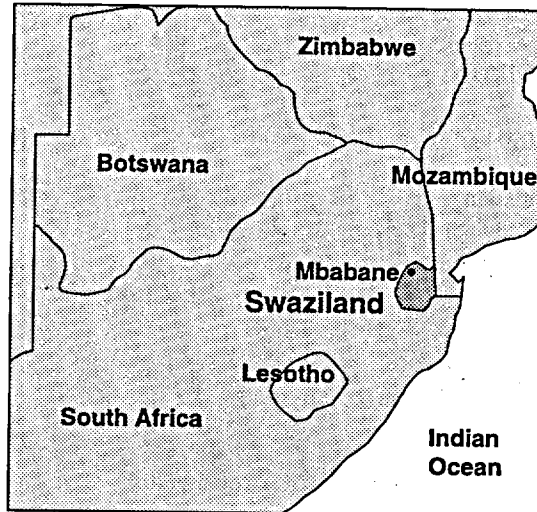 Zimbabwe
Botswana
Mozambique
Mbabane
Swaziland
Lesotho
South Africa
Indian
Ocean